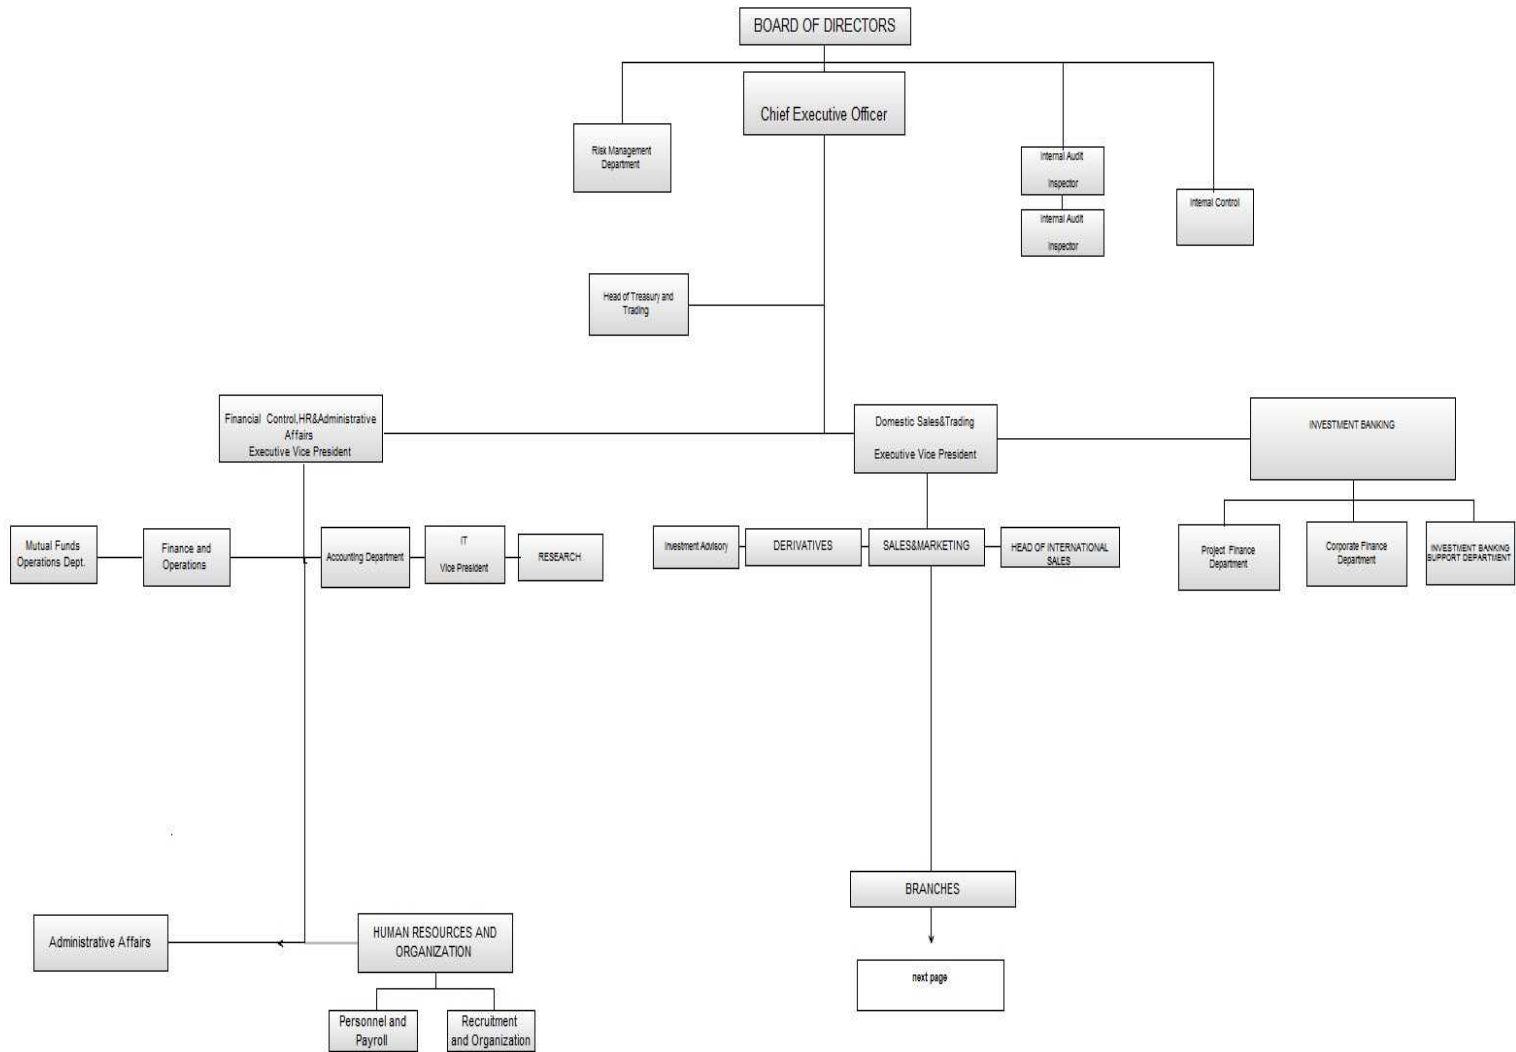 BOARD OF DIRECTORS
Chief Executive Officer
Risk Management
Department
Internal Audit
Inspector
Internal Audit
Inspector
Internal Control
Head of Treasury and
Trading
Financial Control,HR&Administrative
Affairs
Executive Vice President
Domestic Sales&Trading
Executive Vice President
INVESTMENT BANKING
Mutual Funds
Operations Dept.
Finance and
Operations
Accounting Department
IT
Vice President
RESEARCH
Investment Advisory
DERIVATIVES
SALES&MARKETING
HEAD OF INTERNATIONAL
SALES
Project Finance
Department
Corporate Finance
Department
INVESTMENT BANKING
SUPPORT DEPARTMENT
BRANCHES
Administrative Affairs
HUMAN RESOURCES AND
ORGANIZATION
next page
Personnel and
Payroll
Recruitment
and Organization